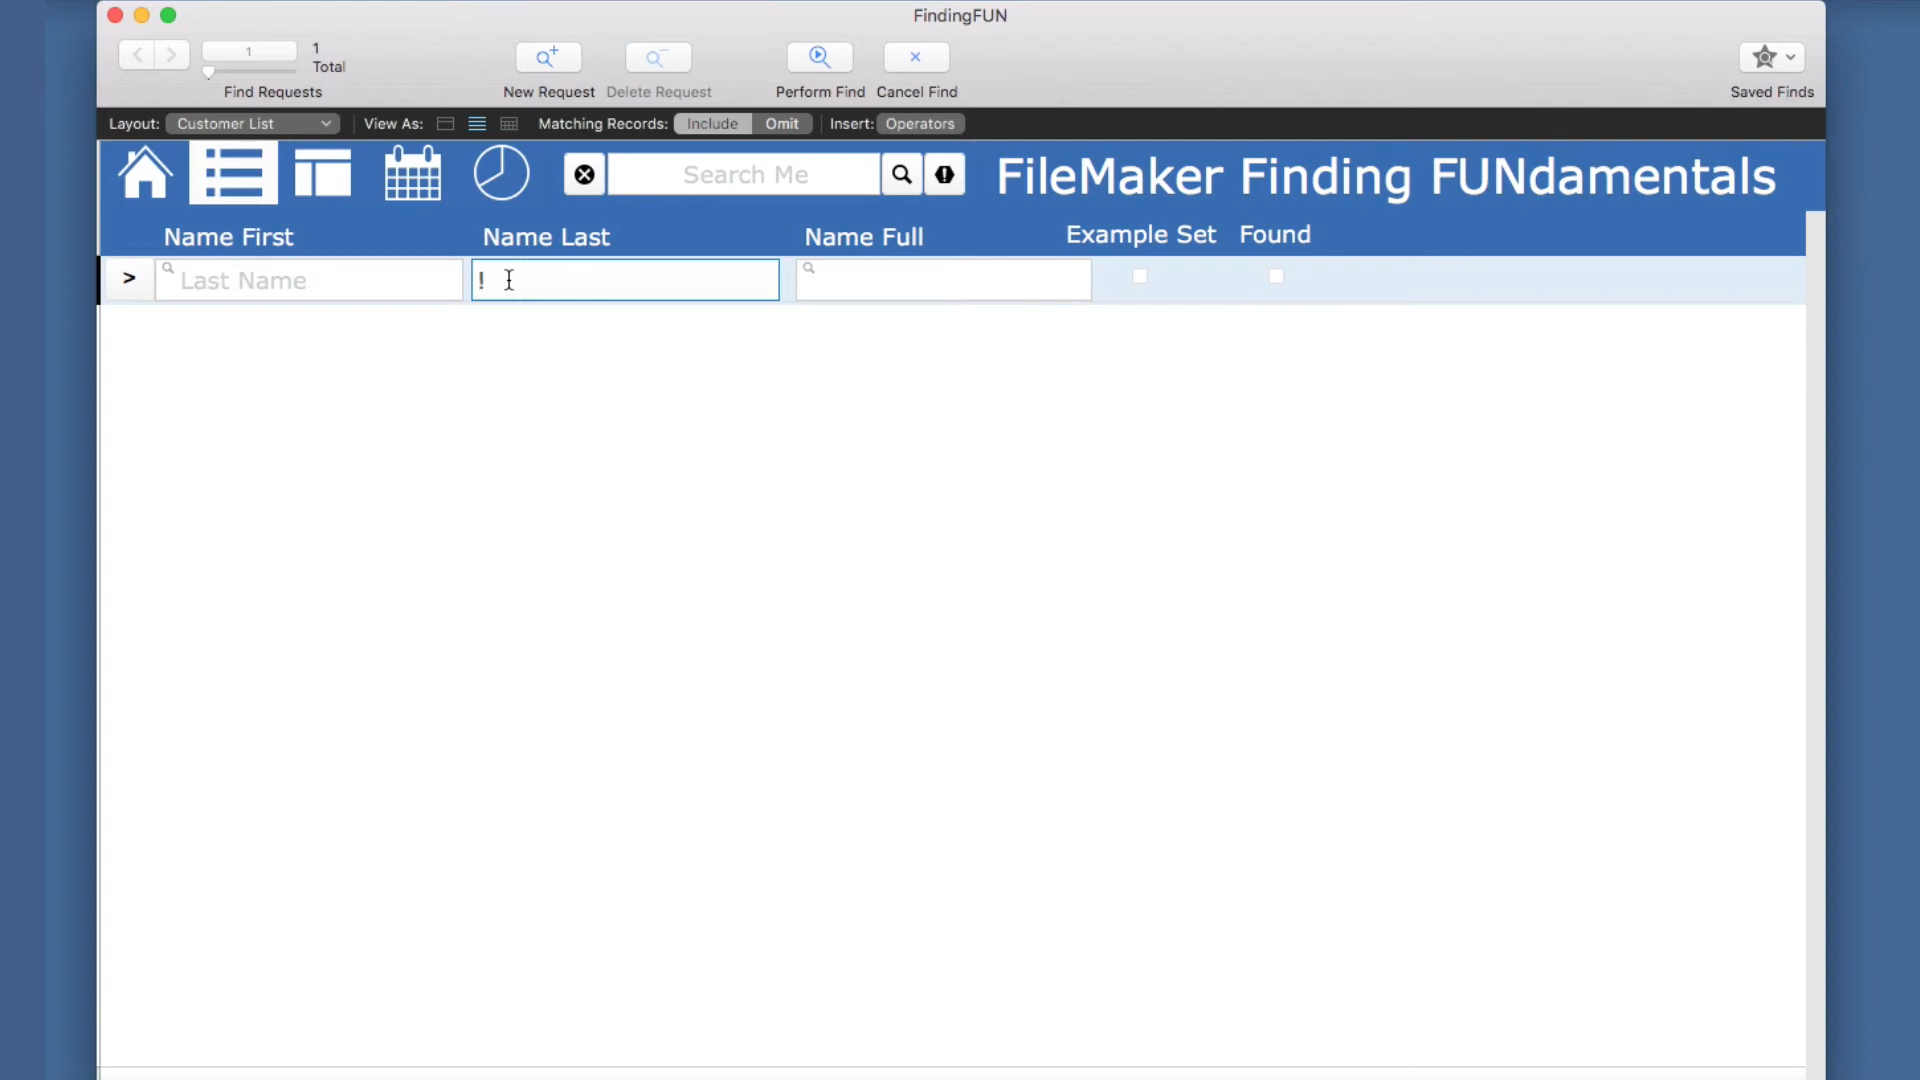 FindingFUN
1
1
Total
Find Requests
New Request
Delete Request
Perform Find
Cancel Find
Saved Finds
Layout: Customer List
View As:
Matching Records: Include Omit
Insert: Operators
Search Me
FileMaker Finding FUNdamentals
Name First
Name Last
Name Full
Example Set
Found
>
Last Name
!